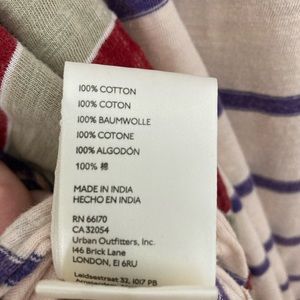 100% COTTON
100% COTON
100% BAUMWOLLE
100% COTONE
100% ALGODÓN
100% 棉
MADE IN INDIA
HECHO EN INDIA
RN 66170
CA 32054
Urban Outfitters, Inc.
146 Brick Lane
LONDON, E1 6RU
Leidsestraat 32, 1017 PB